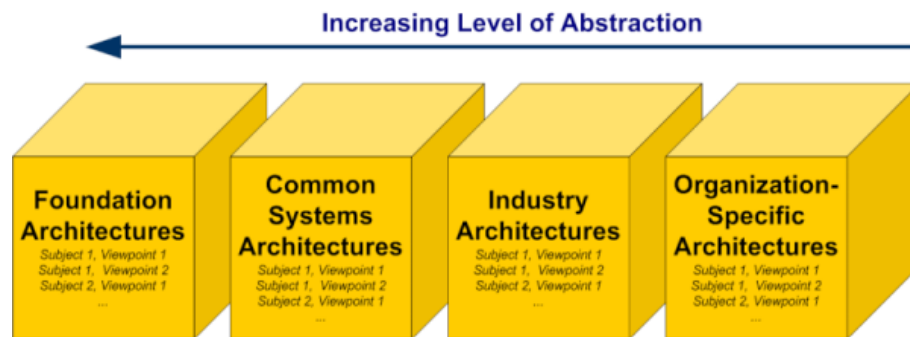 Increasing Level of Abstraction
Foundation
Architectures
Subject 1, Viewpoint 1
Subject 1, Viewpoint 2
Subject 2, Viewpoint 1
...
Common
Systems
Architectures
Subject 1, Viewpoint 1
Subject 1, Viewpoint 2
Subject 2, Viewpoint 1
...
Industry
Architectures
Subject 1, Viewpoint 1
Subject 1, Viewpoint 2
Subject 2, Viewpoint 1
...
Organization-
Specific
Architectures
Subject 1, Viewpoint 1
Subject 1, Viewpoint 2
Subject 2, Viewpoint 1
...